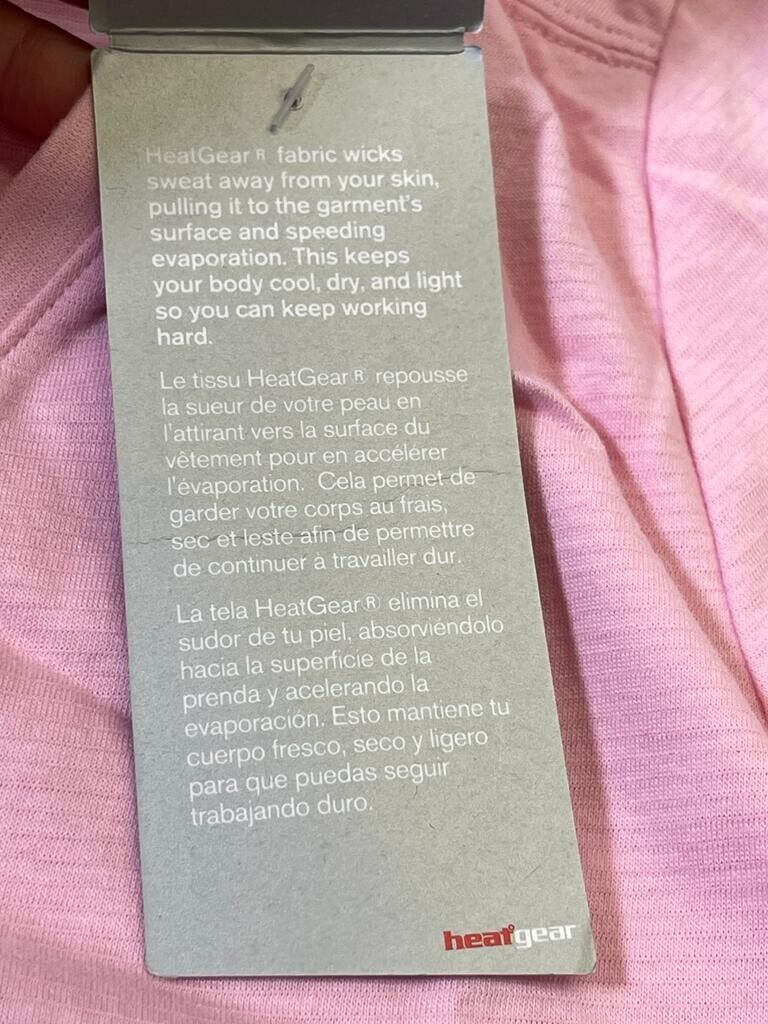 HeatGear ® fabric wicks
sweat away from your skin,
pulling it to the garment's
surface and speeding
evaporation. This keeps
your body cool, dry, and light
so you can keep working
hard.
Le tissu HeatGear® repousse
la sueur de votre peau en
l'attirant vers la surface du
vêtement pour en accélérer
l'évaporation. Cela permet de
garder votre corps au frais,
sec et leste afin de permettre
de continuer à travailler dur.
La tela HeatGear® elimina el
sudor de tu piel, absorviéndolo
hacia la superficie de la
prenda y acelerando la
evaporación. Esto mantiene tu
cuerpo fresco, seco y ligero
para que puedas seguir
trabajando duro.
heatgear